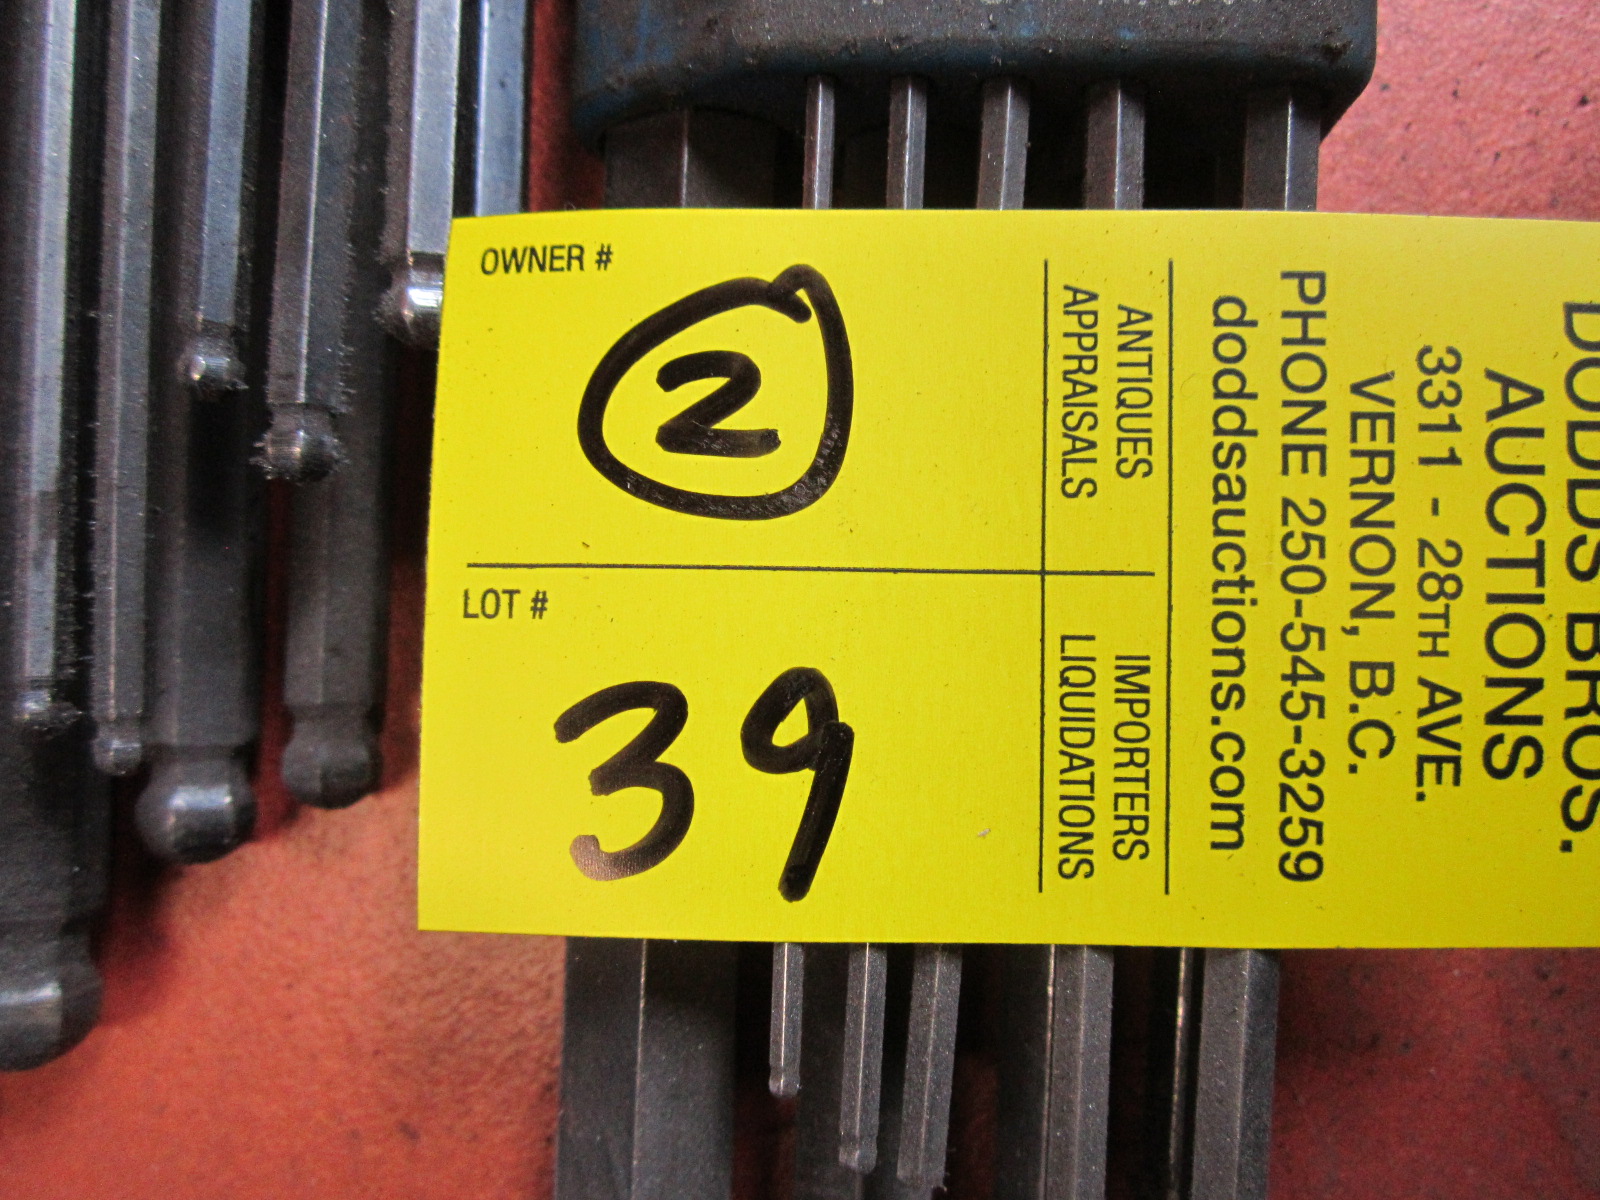 OWNER #
2
LOT #
39
DODDS BROS.
AUCTIONS
3311 - 28TH AVE.
VERNON, B.C.
PHONE 250-545-3259
doddsauctions.com
ANTIQUES
APPRAISALS
IMPORTERS
LIQUIDATIONS